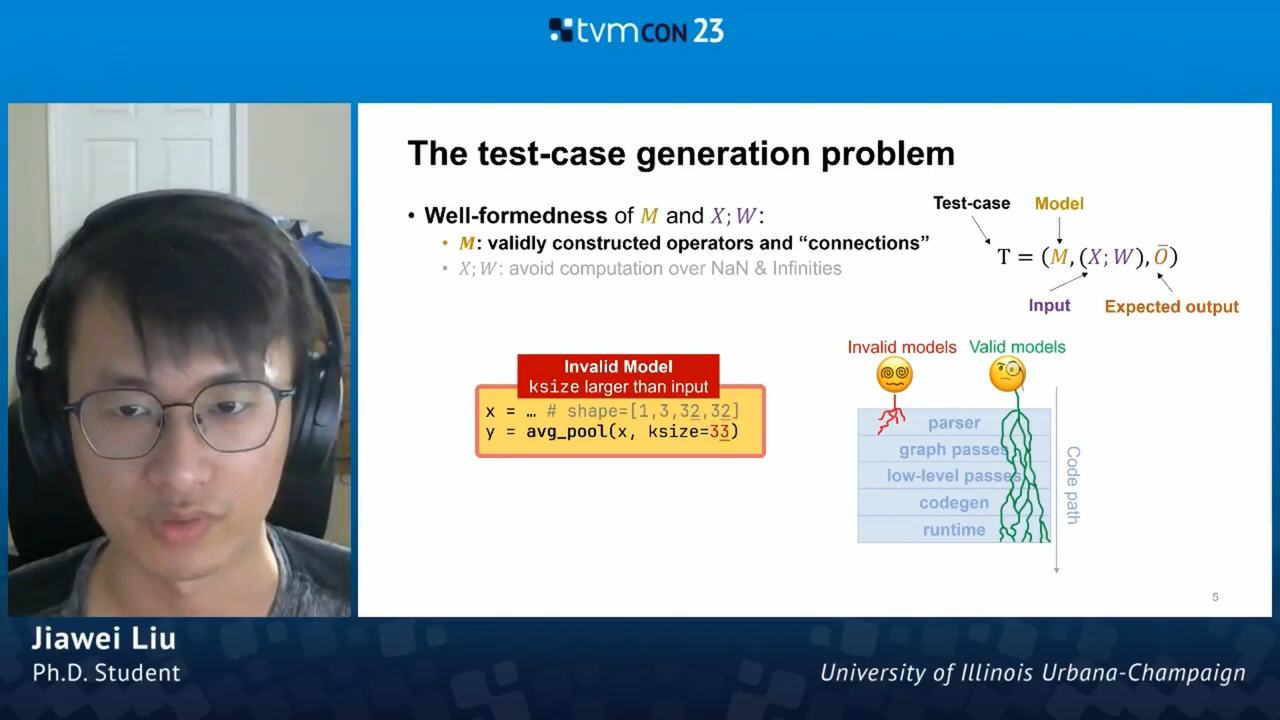 tvmcon 23
The test-case generation problem
• Well-formedness of M and X; W:
• M: validly constructed operators and “connections”
• X; W: avoid computation over NaN & Infinities
Test-case
Model
T = (M, (X; W), Ō)
Input
Expected output
Invalid Model
ksize larger than input
x = … # shape=[1,3,32,32]
y = avg_pool(x, ksize=33)
Invalid models
Valid models
parser
graph passes
low-level passes
codegen
runtime
Code path
5
Jiawei Liu
Ph.D. Student
University of Illinois Urbana-Champaign